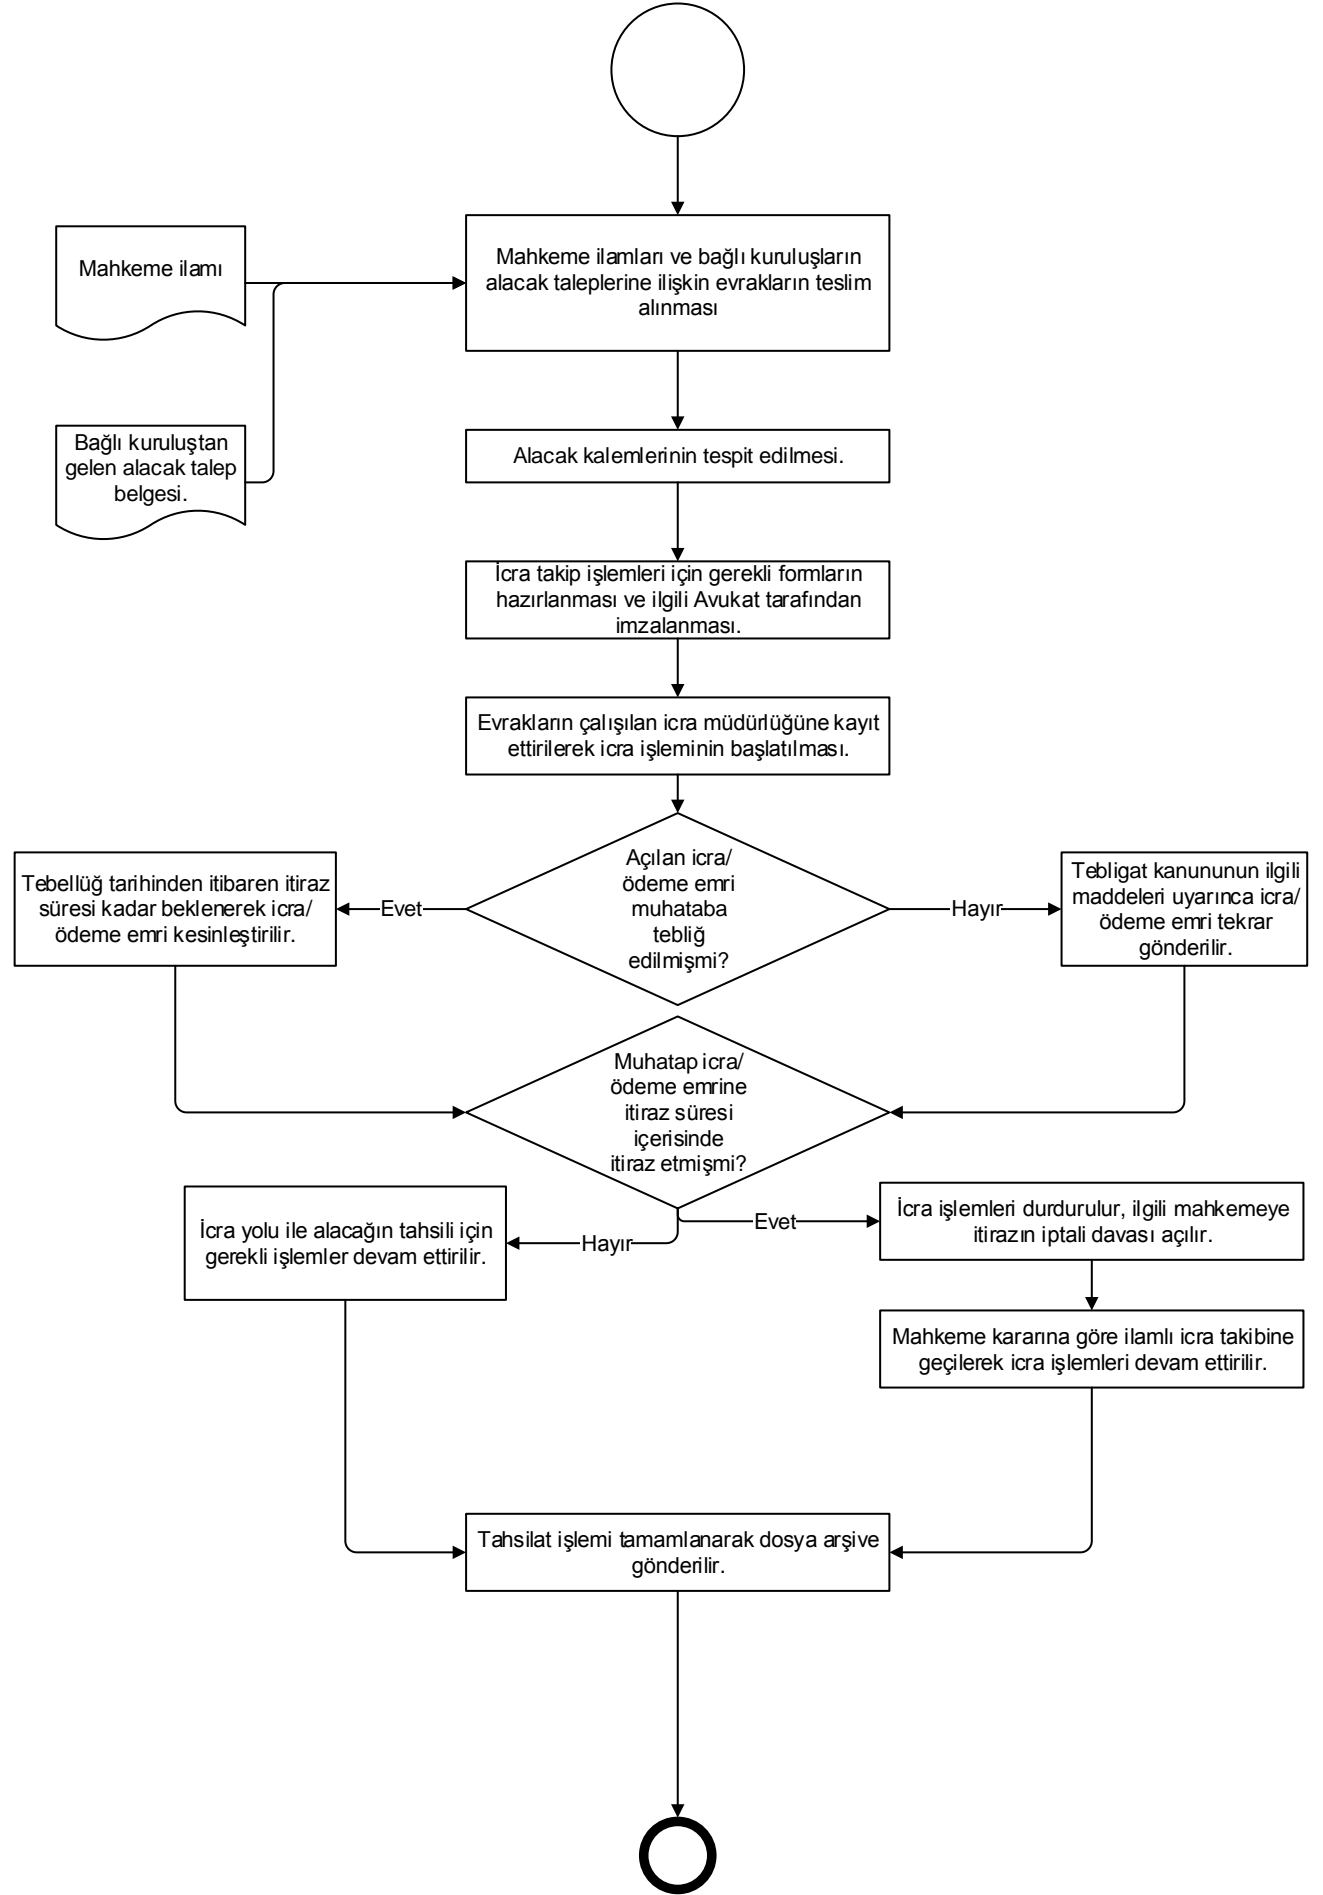 Mahkeme ilamı
Mahkeme ilamları ve bağlı kuruluşların
alacak taleplerine ilişkin evrakların teslim
alınması
Bağlı kuruluştan
gelen alacak talep
belgesi.
Alacak kalemlerinin tespit edilmesi.
İcra takip işlemleri için gerekli formların
hazırlanması ve ilgili Avukat tarafından
imzalanması.
Evrakların çalışılan icra müdürlüğüne kayıt
ettirilerek icra işleminin başlatılması.
Açılan icra/
ödeme emri
muhataba
tebliğ
edilmişmi?
Evet
Tebellüğ tarihinden itibaren itiraz
süresi kadar beklenerek icra/
ödeme emri kesinleştirilir.
Hayır
Tebligat kanununun ilgili
maddeleri uyarınca icra/
ödeme emri tekrar
gönderilir.
Muhatap icra/
ödeme emrine
itiraz süresi
içerisinde
itiraz etmişmi?
Hayır
İcra yolu ile alacağın tahsili için
gerekli işlemler devam ettirilir.
Evet
İcra işlemleri durdurulur, ilgili mahkemeye
itirazın iptali davası açılır.
Mahkeme kararına göre ilamlı icra takibine
geçilerek icra işlemleri devam ettirilir.
Tahsilat işlemi tamamlanarak dosya arşive
gönderilir.